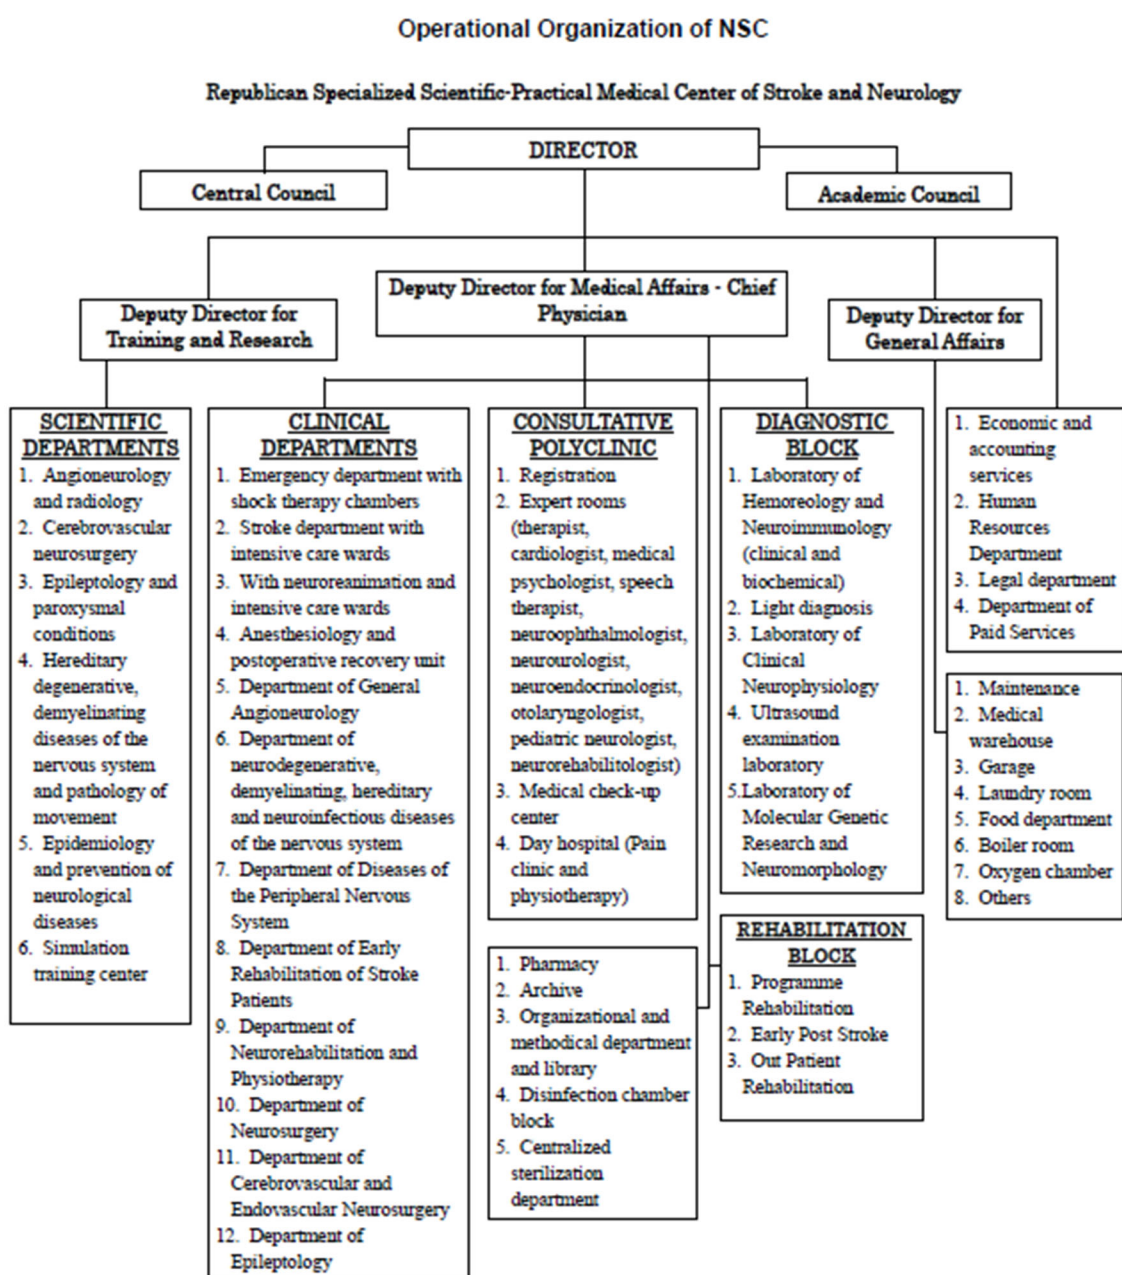 Operational Organization of NSC
Republican Specialized Scientific-Practical Medical Center of Stroke and Neurology
DIRECTOR
Central Council
Academic Council
Deputy Director for
Training and Research
Deputy Director for Medical Affairs - Chief
Physician
Deputy Director for
General Affairs
SCIENTIFIC
DEPARTMENTS
1. Angioneurology
and radiology
2. Cerebrovascular
neurosurgery
3. Epileptology and
paroxysmal
conditions
4. Hereditary
degenerative,
demyelinating
diseases of the
nervous system
and pathology of
movement
5. Epidemiology
and prevention of
neurological
diseases
6. Simulation
training center
CLINICAL
DEPARTMENTS
1. Emergency department with
shock therapy chambers
2. Stroke department with
intensive care wards
3. With neuroreanimation and
intensive care wards
4. Anesthesiology and
postoperative recovery unit
5. Department of General
Angioneurology
6. Department of
neurodegenerative,
demyelinating, hereditary
and neuroinfectious diseases
of the nervous system
7. Department of Diseases of
the Peripheral Nervous
System
8. Department of Early
Rehabilitation of Stroke
Patients
9. Department of
Neurorehabilitation and
Physiotherapy
10. Department of
Neurosurgery
11. Department of
Cerebrovascular and
Endovascular Neurosurgery
12. Department of
Epileptology
CONSULTATIVE
POLYCLINIC
1. Registration
2. Expert rooms
(therapist,
cardiologist, medical
psychologist, speech
therapist,
neuroophthalmologist,
neurourologist,
neuroendocrinologist,
otolaryngologist,
pediatric neurologist,
neurorehabilitologist)
3. Medical check-up
center
4. Day hospital (Pain
clinic and
physiotherapy)
1. Pharmacy
2. Archive
3. Organizational and
methodical department
and library
4. Disinfection chamber
block
5. Centralized
sterilization
department
DIAGNOSTIC
BLOCK
1. Laboratory of
Hemoreology and
Neuroimmunology
(clinical and
biochemical)
2. Light diagnosis
3. Laboratory of
Clinical
Neurophysiology
4. Ultrasound
examination
laboratory
5.Laboratory of
Molecular Genetic
Research and
Neuromorphology
REHABILITATION
BLOCK
1. Programme
Rehabilitation
2. Early Post Stroke
3. Out Patient
Rehabilitation
1. Economic and
accounting
services
2. Human
Resources
Department
3. Legal department
4. Department of
Paid Services
1. Maintenance
2. Medical
warehouse
3. Garage
4. Laundry room
5. Food department
6. Boiler room
7. Oxygen chamber
8. Others